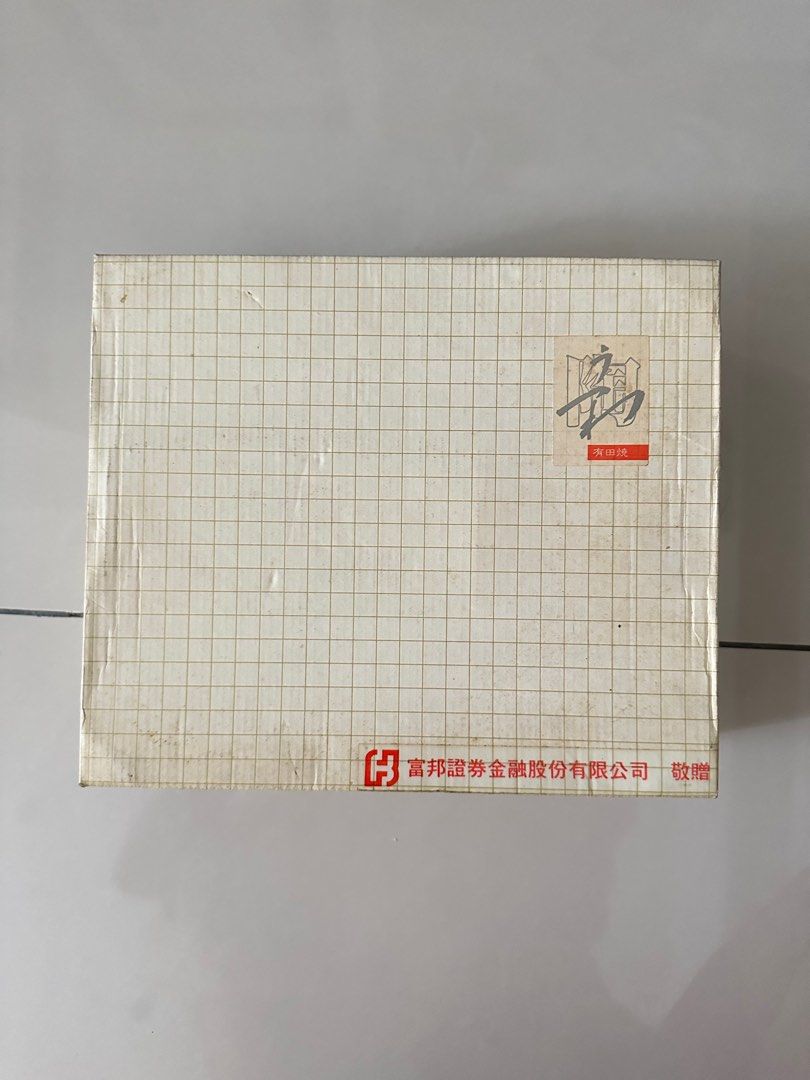 有田焼
富邦證券金融股份有限公司 敬贈